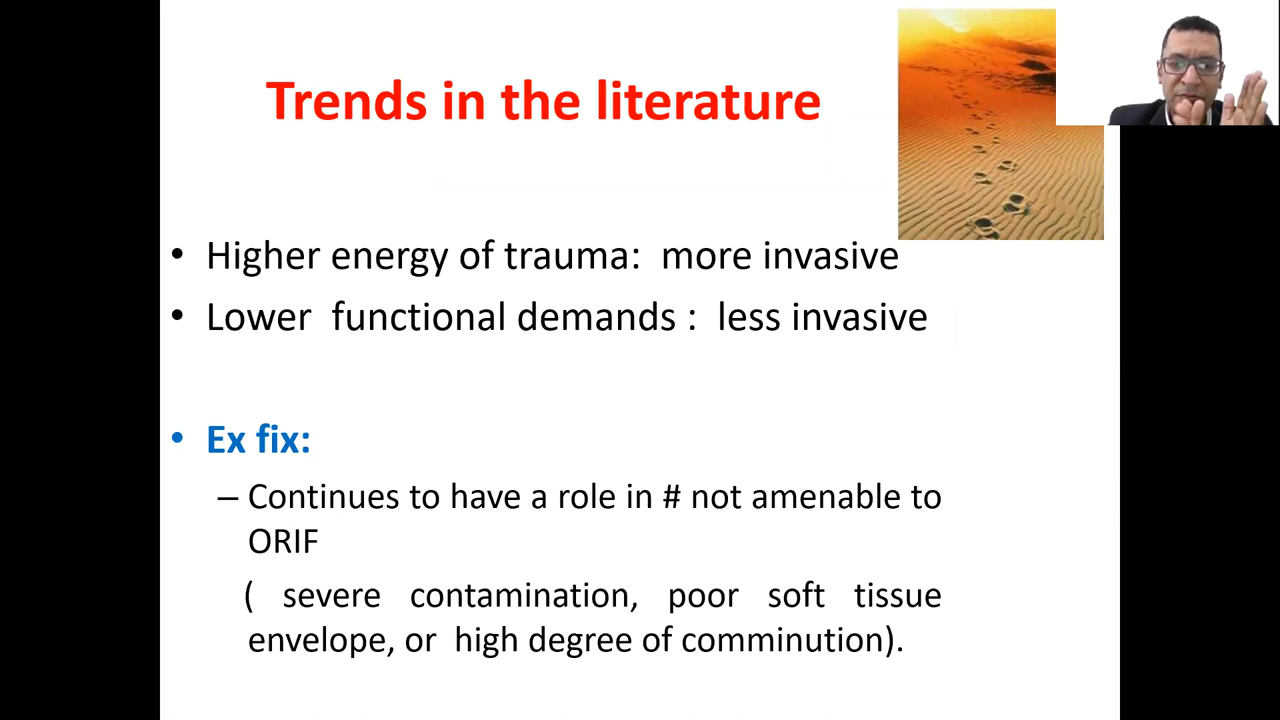 Trends in the literature
• Higher energy of trauma: more invasive
• Lower functional demands : less invasive
• Ex fix:
– Continues to have a role in # not amenable to
ORIF
( severe contamination, poor soft tissue
envelope, or high degree of comminution).